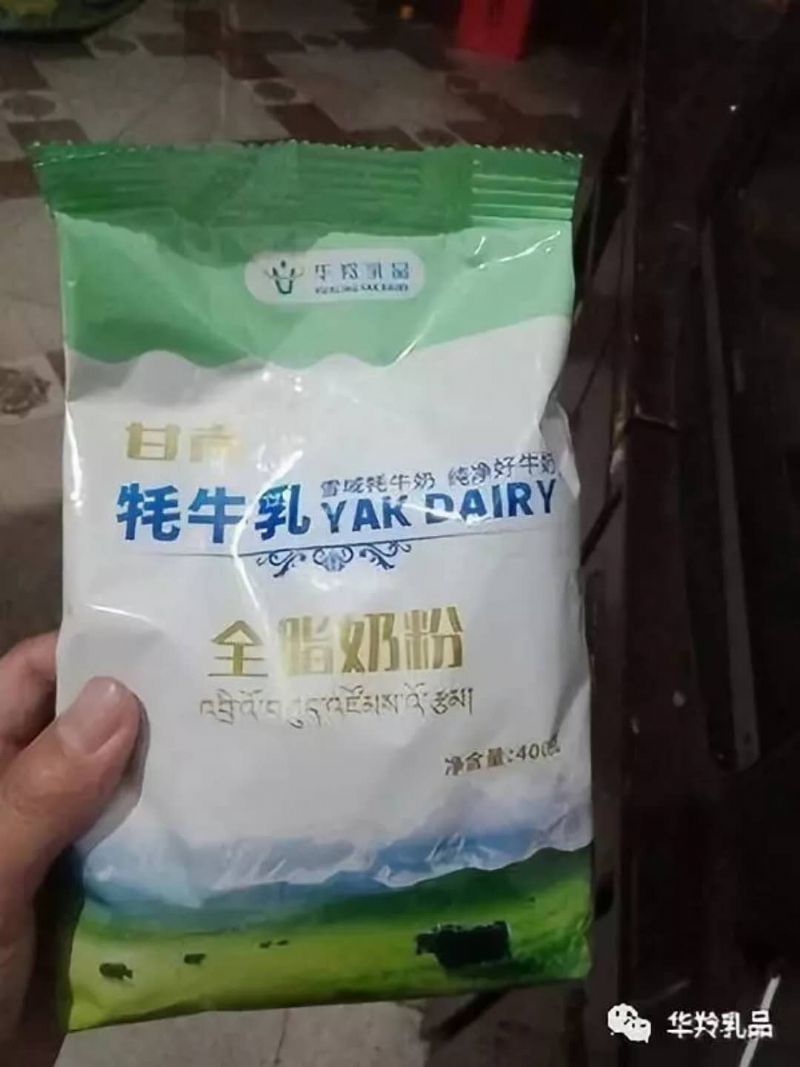 华羚乳品
HUALING YAK DAIRY
甘南
雪域牦牛奶 纯净好牛奶
牦牛乳 YAK DAIRY
全脂奶粉
净含量:400克
华羚乳品